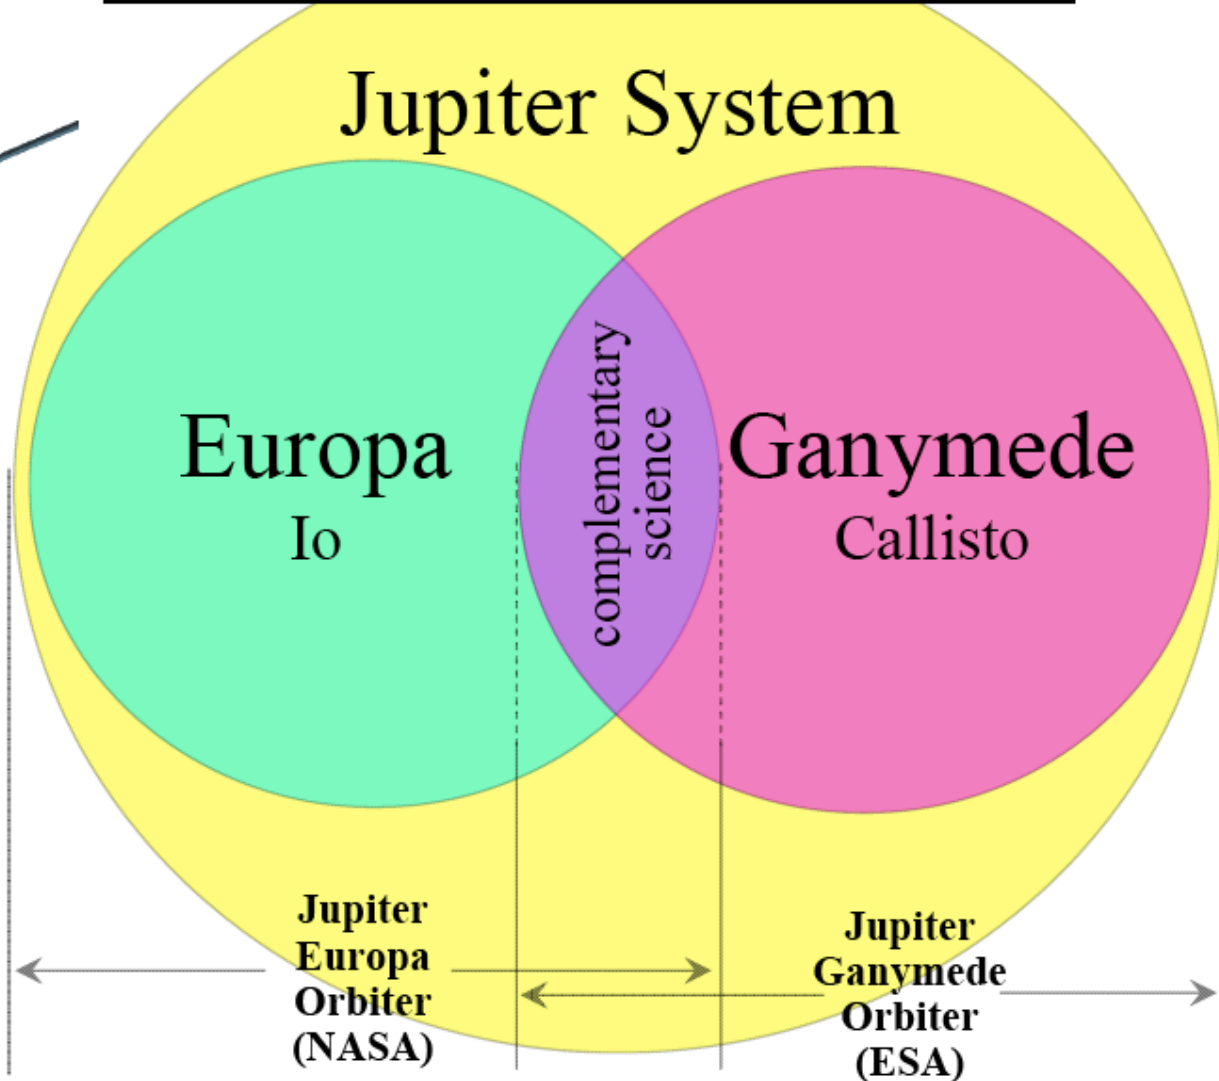 Jupiter System
Europa
Io
complementary
science
Ganymede
Callisto
Jupiter
Europa
Orbiter
(NASA)
Jupiter
Ganymede
Orbiter
(ESA)